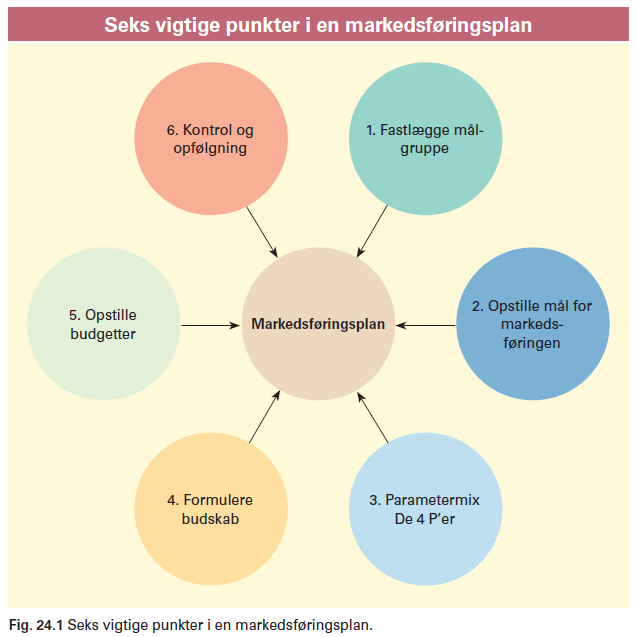 Seks vigtige punkter i en markedsføringsplan
6. Kontrol og
opfølgning
1. Fastlægge mål-
gruppe
5. Opstille
budgetter
Markedsføringsplan
2. Opstille mål for
markeds-
føringen
4. Formulere
budskab
3. Parametermix
De 4 P’er
Fig. 24.1 Seks vigtige punkter i en markedsføringsplan.